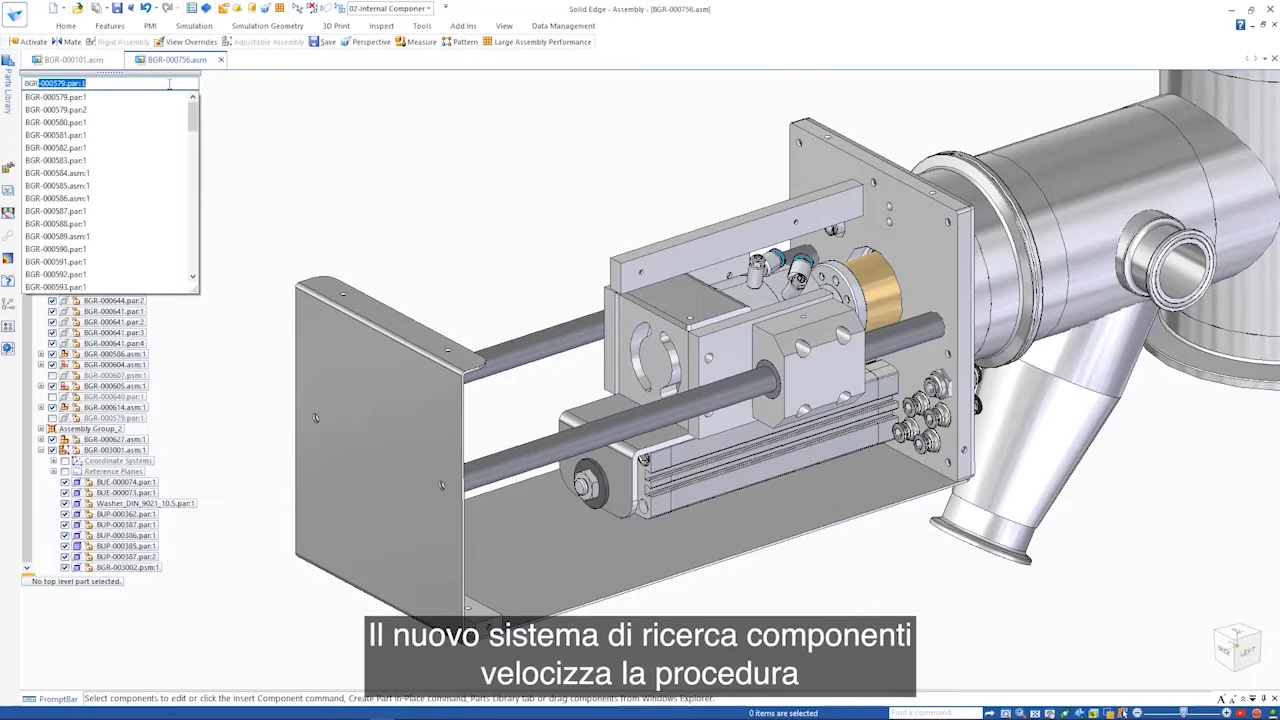 02-Internal Componer
Solid Edge - Assembly - [BGR-000756.asm]
Home Features PMI Simulation Simulation Geometry 3D Print Inspect Tools Add Ins View Data Management
Activate Mate Rigid Assembly View Overrides Adjustable Assembly Save Perspective Measure Pattern Large Assembly Performance
BGR-000101.asm BGR-000756.asm
Parts Library
BGR-000579.par:1
BGR-000579.par:1
BGR-000579.par:2
BGR-000580.par:1
BGR-000581.par:1
BGR-000582.par:1
BGR-000583.par:1
BGR-000584.asm:1
BGR-000585.asm:1
BGR-000586.asm:1
BGR-000587.par:1
BGR-000588.par:1
BGR-000589.asm:1
BGR-000590.par:1
BGR-000591.par:1
BGR-000592.par:1
BGR-000593.par:1
BGR-000644.par:2
BGR-000641.par:1
BGR-000641.par:2
BGR-000641.par:3
BGR-000641.par:4
BGR-000586.asm:1
BGR-000604.asm:1
BGR-000607.psm:1
BGR-000605.asm:1
BGR-000640.par:1
BGR-000614.asm:1
BGR-000579.par:1
Assembly Group_2
BGR-000627.asm:1
BGR-003001.asm:1
Coordinate Systems
Reference Planes
BUE-000074.par:1
BUE-000073.par:1
Washer_DIN_9021_10.5.par:1
BUP-000362.par:1
BUP-000387.par:1
BUP-000386.par:1
BUP-000385.par:1
BUP-000387.par:2
BGR-003002.psm:1
No top level part selected.
BACK LEFT
Il nuovo sistema di ricerca componenti
velocizza la procedura
PromptBar Select components to edit or click the Insert Component command, Create Part In-Place command, Parts Library tab or drag components from Windows Explorer.
0 items are selected Find a command